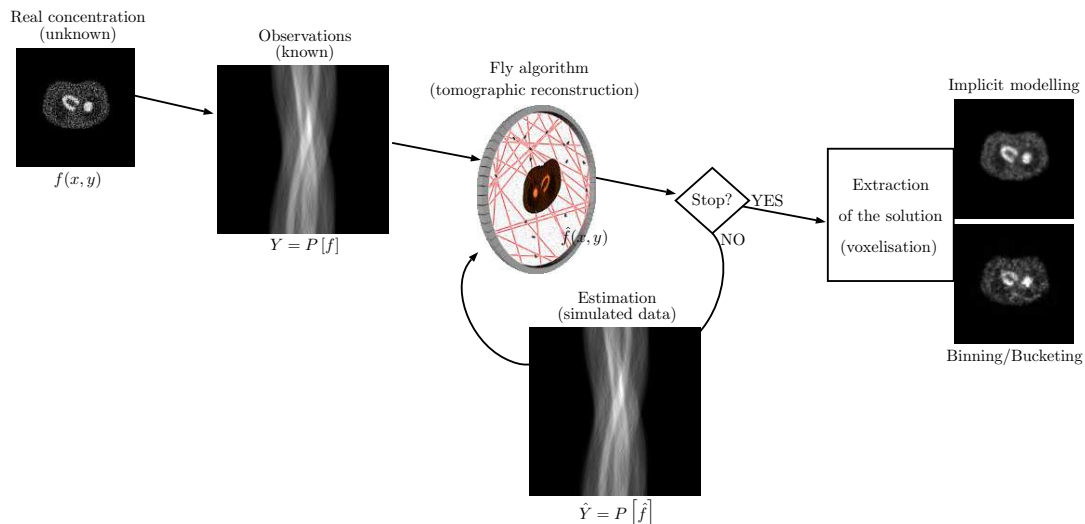 Real concentration
(unknown)
f(x, y)
Observations
(known)
Y = P [f]
Fly algorithm
(tomographic reconstruction)
f̂(x, y)
Stop?
YES
NO
Estimation
(simulated data)
Ŷ = P [f̂]
Extraction
of the solution
(voxelisation)
Implicit modelling
Binning/Bucketing